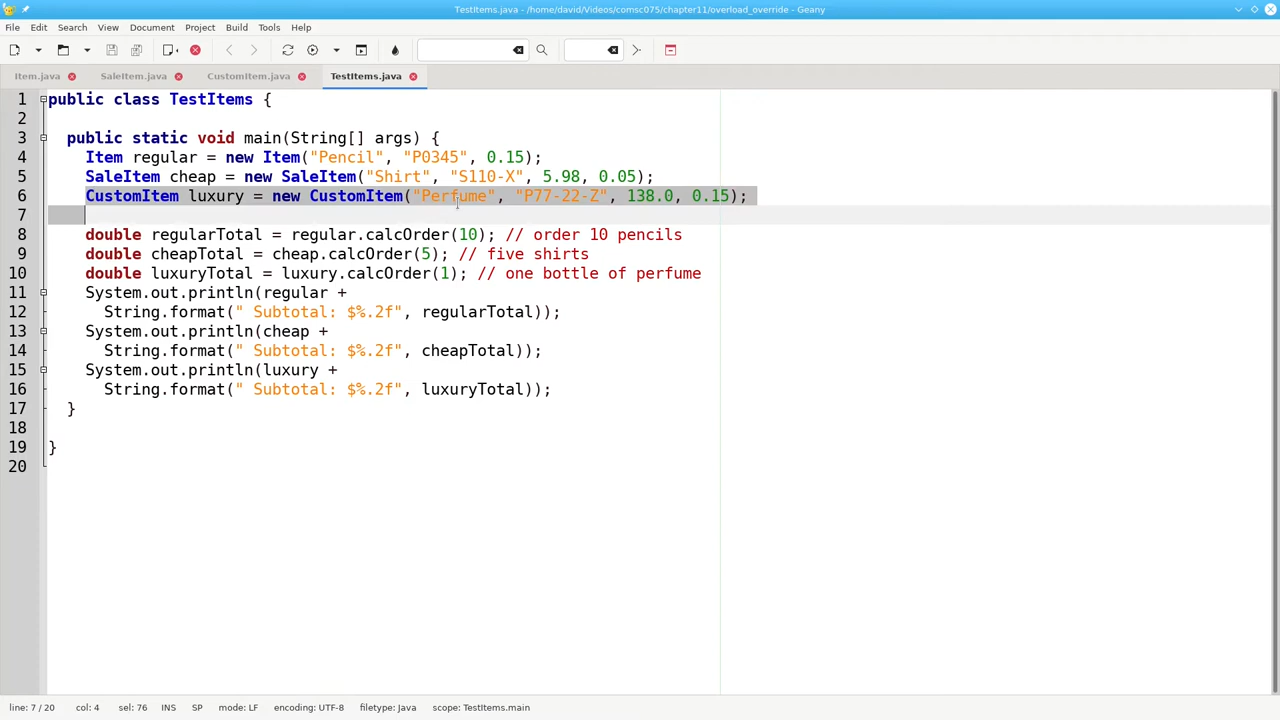 TestItems.java - /home/david/Videos/comsc075/chapter11/overload_override - Geany
File Edit Search View Document Project Build Tools Help
Item.java SaleItem.java CustomItem.java TestItems.java
1 public class TestItems {
2
3 public static void main(String[] args) {
4 Item regular = new Item("Pencil", "P0345", 0.15);
5 SaleItem cheap = new SaleItem("Shirt", "S110-X", 5.98, 0.05);
6 CustomItem luxury = new CustomItem("Perfume", "P77-22-Z", 138.0, 0.15);
7
8 double regularTotal = regular.calcOrder(10); // order 10 pencils
9 double cheapTotal = cheap.calcOrder(5); // five shirts
10 double luxuryTotal = luxury.calcOrder(1); // one bottle of perfume
11 System.out.println(regular +
12 String.format(" Subtotal: $%.2f", regularTotal));
13 System.out.println(cheap +
14 String.format(" Subtotal: $%.2f", cheapTotal));
15 System.out.println(luxury +
16 String.format(" Subtotal: $%.2f", luxuryTotal));
17 }
18
19 }
20
line: 7 / 20 col: 4 sel: 76 INS SP mode: LF encoding: UTF-8 filetype: Java scope: TestItems.main